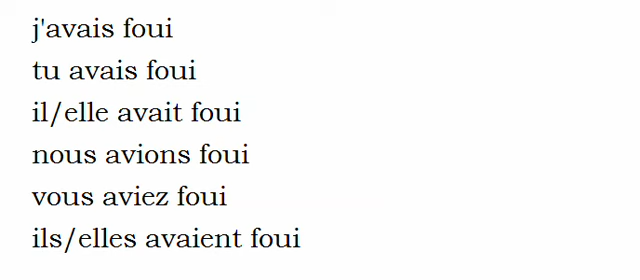 j'avais foui
tu avais foui
il/elle avait foui
nous avions foui
vous aviez foui
ils/elles avaient foui